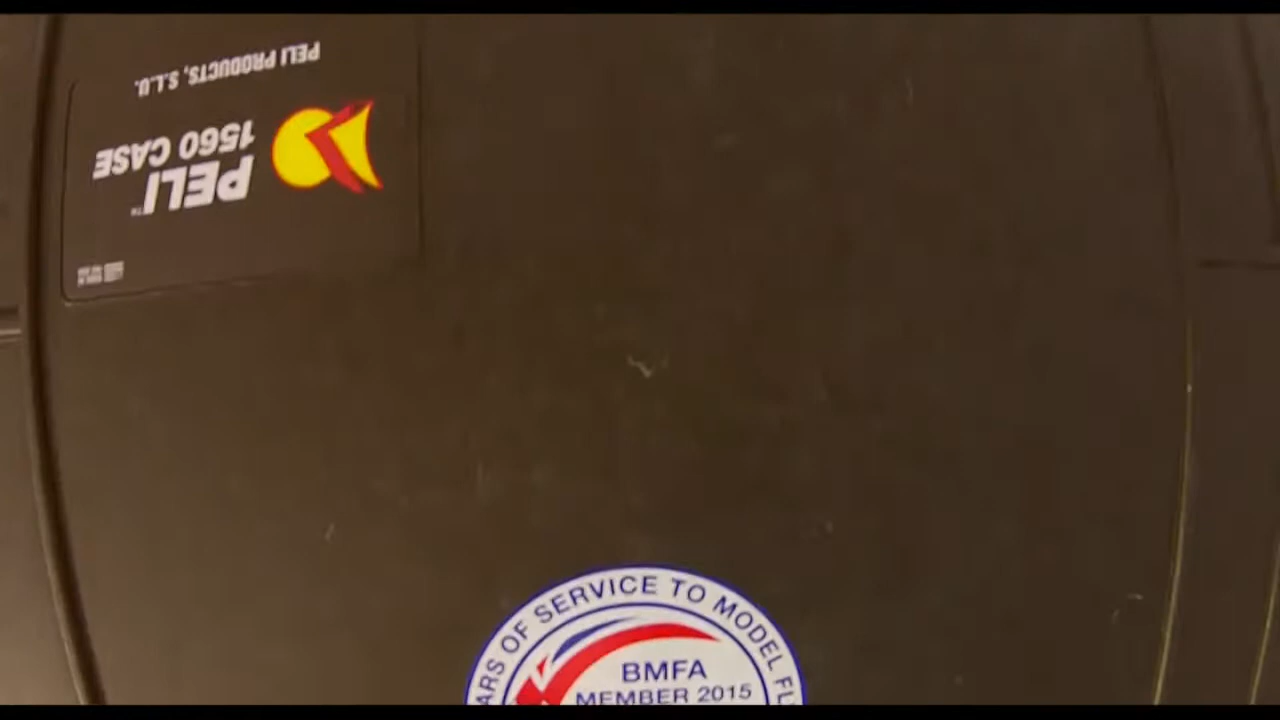 PELI™
1560 CASE
PELI PRODUCTS, S.L.U.
ARS OF SERVICE TO MODEL FL
BMFA
MEMBER 2015